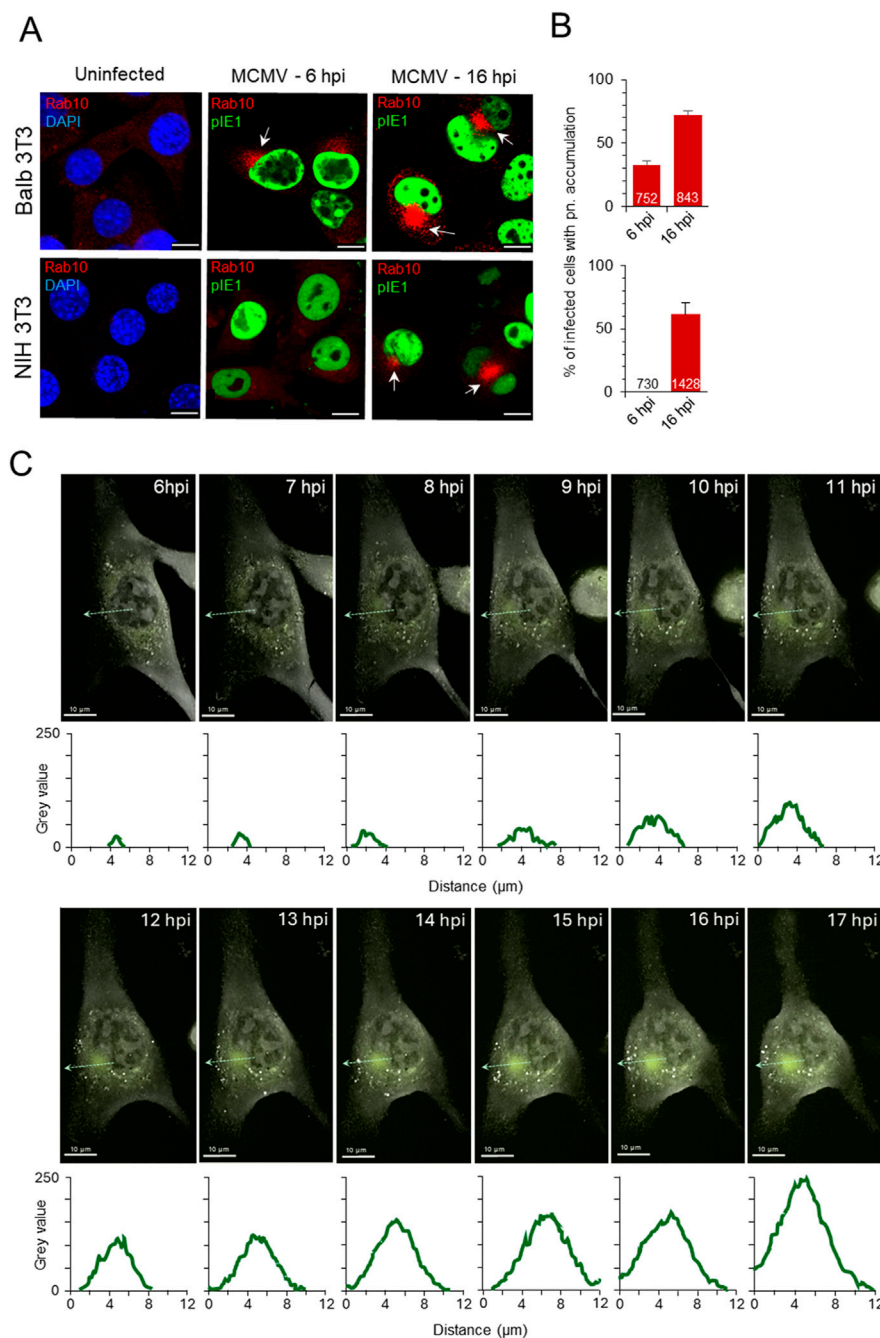 A
B
Uninfected
MCMV - 6 hpi
MCMV - 16 hpi
Balb 3T3
Rab10
DAPI
Rab10
pIE1
Rab10
pIE1
NIH 3T3
Rab10
DAPI
Rab10
pIE1
Rab10
pIE1
% of infected cells with pn. accumulation
100
50
0
752
843
6 hpi
16 hpi
100
50
0
730
1428
6 hpi
16 hpi
C
6hpi
7 hpi
8 hpi
9 hpi
10 hpi
11 hpi
10 µm
10 µm
10 µm
10 µm
10 µm
10 µm
Grey value
250
0
0 4 8 12
0 4 8 12
0 4 8 12
0 4 8 12
0 4 8 12
0 4 8 12
Distance (µm)
12 hpi
13 hpi
14 hpi
15 hpi
16 hpi
17 hpi
10 µm
10 µm
10 µm
10 µm
10 µm
10 µm
Grey value
250
0
0 4 8 12
0 4 8 12
0 4 8 12
0 4 8 12
0 4 8 12
0 4 8 12